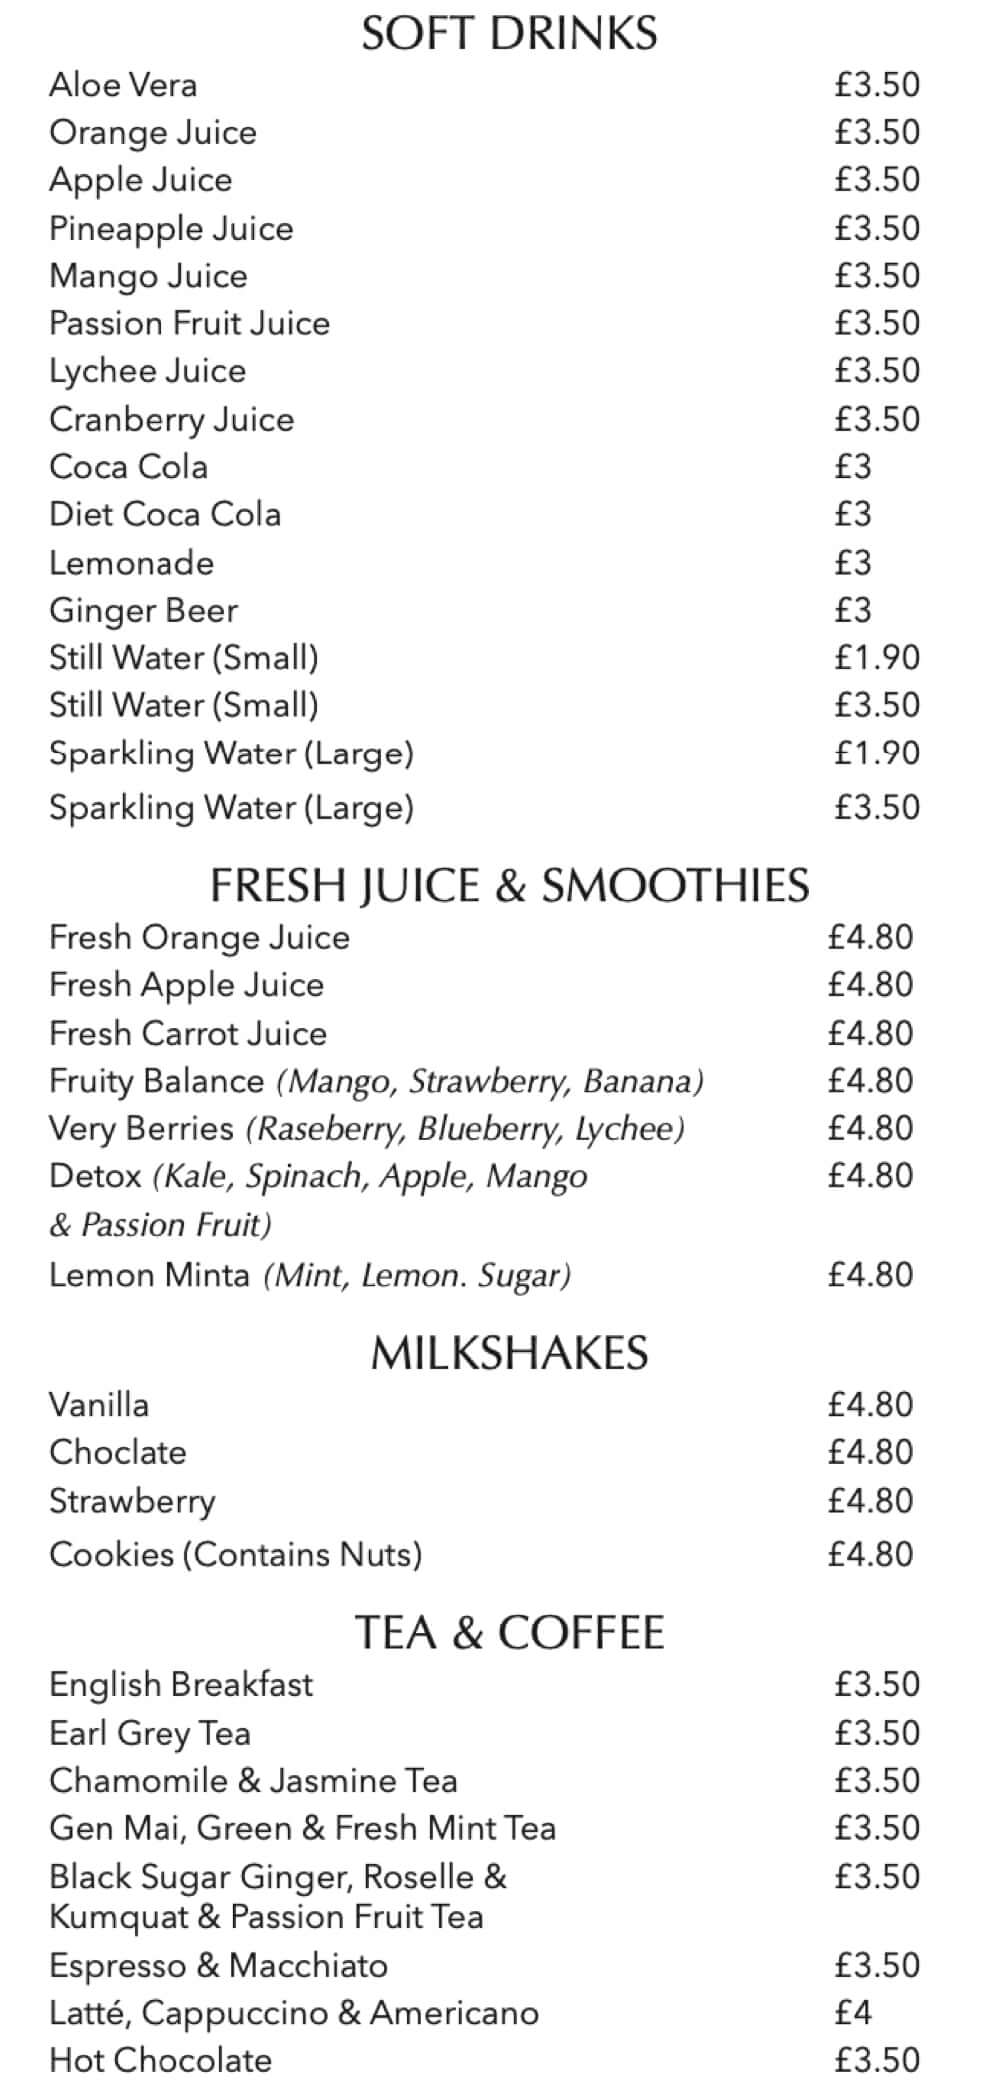 SOFT DRINKS
Aloe Vera £3.50
Orange Juice £3.50
Apple Juice £3.50
Pineapple Juice £3.50
Mango Juice £3.50
Passion Fruit Juice £3.50
Lychee Juice £3.50
Cranberry Juice £3.50
Coca Cola £3
Diet Coca Cola £3
Lemonade £3
Ginger Beer £3
Still Water (Small) £1.90
Still Water (Small) £3.50
Sparkling Water (Large) £1.90
Sparkling Water (Large) £3.50
FRESH JUICE & SMOOTHIES
Fresh Orange Juice £4.80
Fresh Apple Juice £4.80
Fresh Carrot Juice £4.80
Fruity Balance (Mango, Strawberry, Banana) £4.80
Very Berries (Raseberry, Blueberry, Lychee) £4.80
Detox (Kale, Spinach, Apple, Mango £4.80
& Passion Fruit)
Lemon Minta (Mint, Lemon. Sugar) £4.80
MILKSHAKES
Vanilla £4.80
Choclate £4.80
Strawberry £4.80
Cookies (Contains Nuts) £4.80
TEA & COFFEE
English Breakfast £3.50
Earl Grey Tea £3.50
Chamomile & Jasmine Tea £3.50
Gen Mai, Green & Fresh Mint Tea £3.50
Black Sugar Ginger, Roselle & £3.50
Kumquat & Passion Fruit Tea
Espresso & Macchiato £3.50
Latté, Cappuccino & Americano £4
Hot Chocolate £3.50